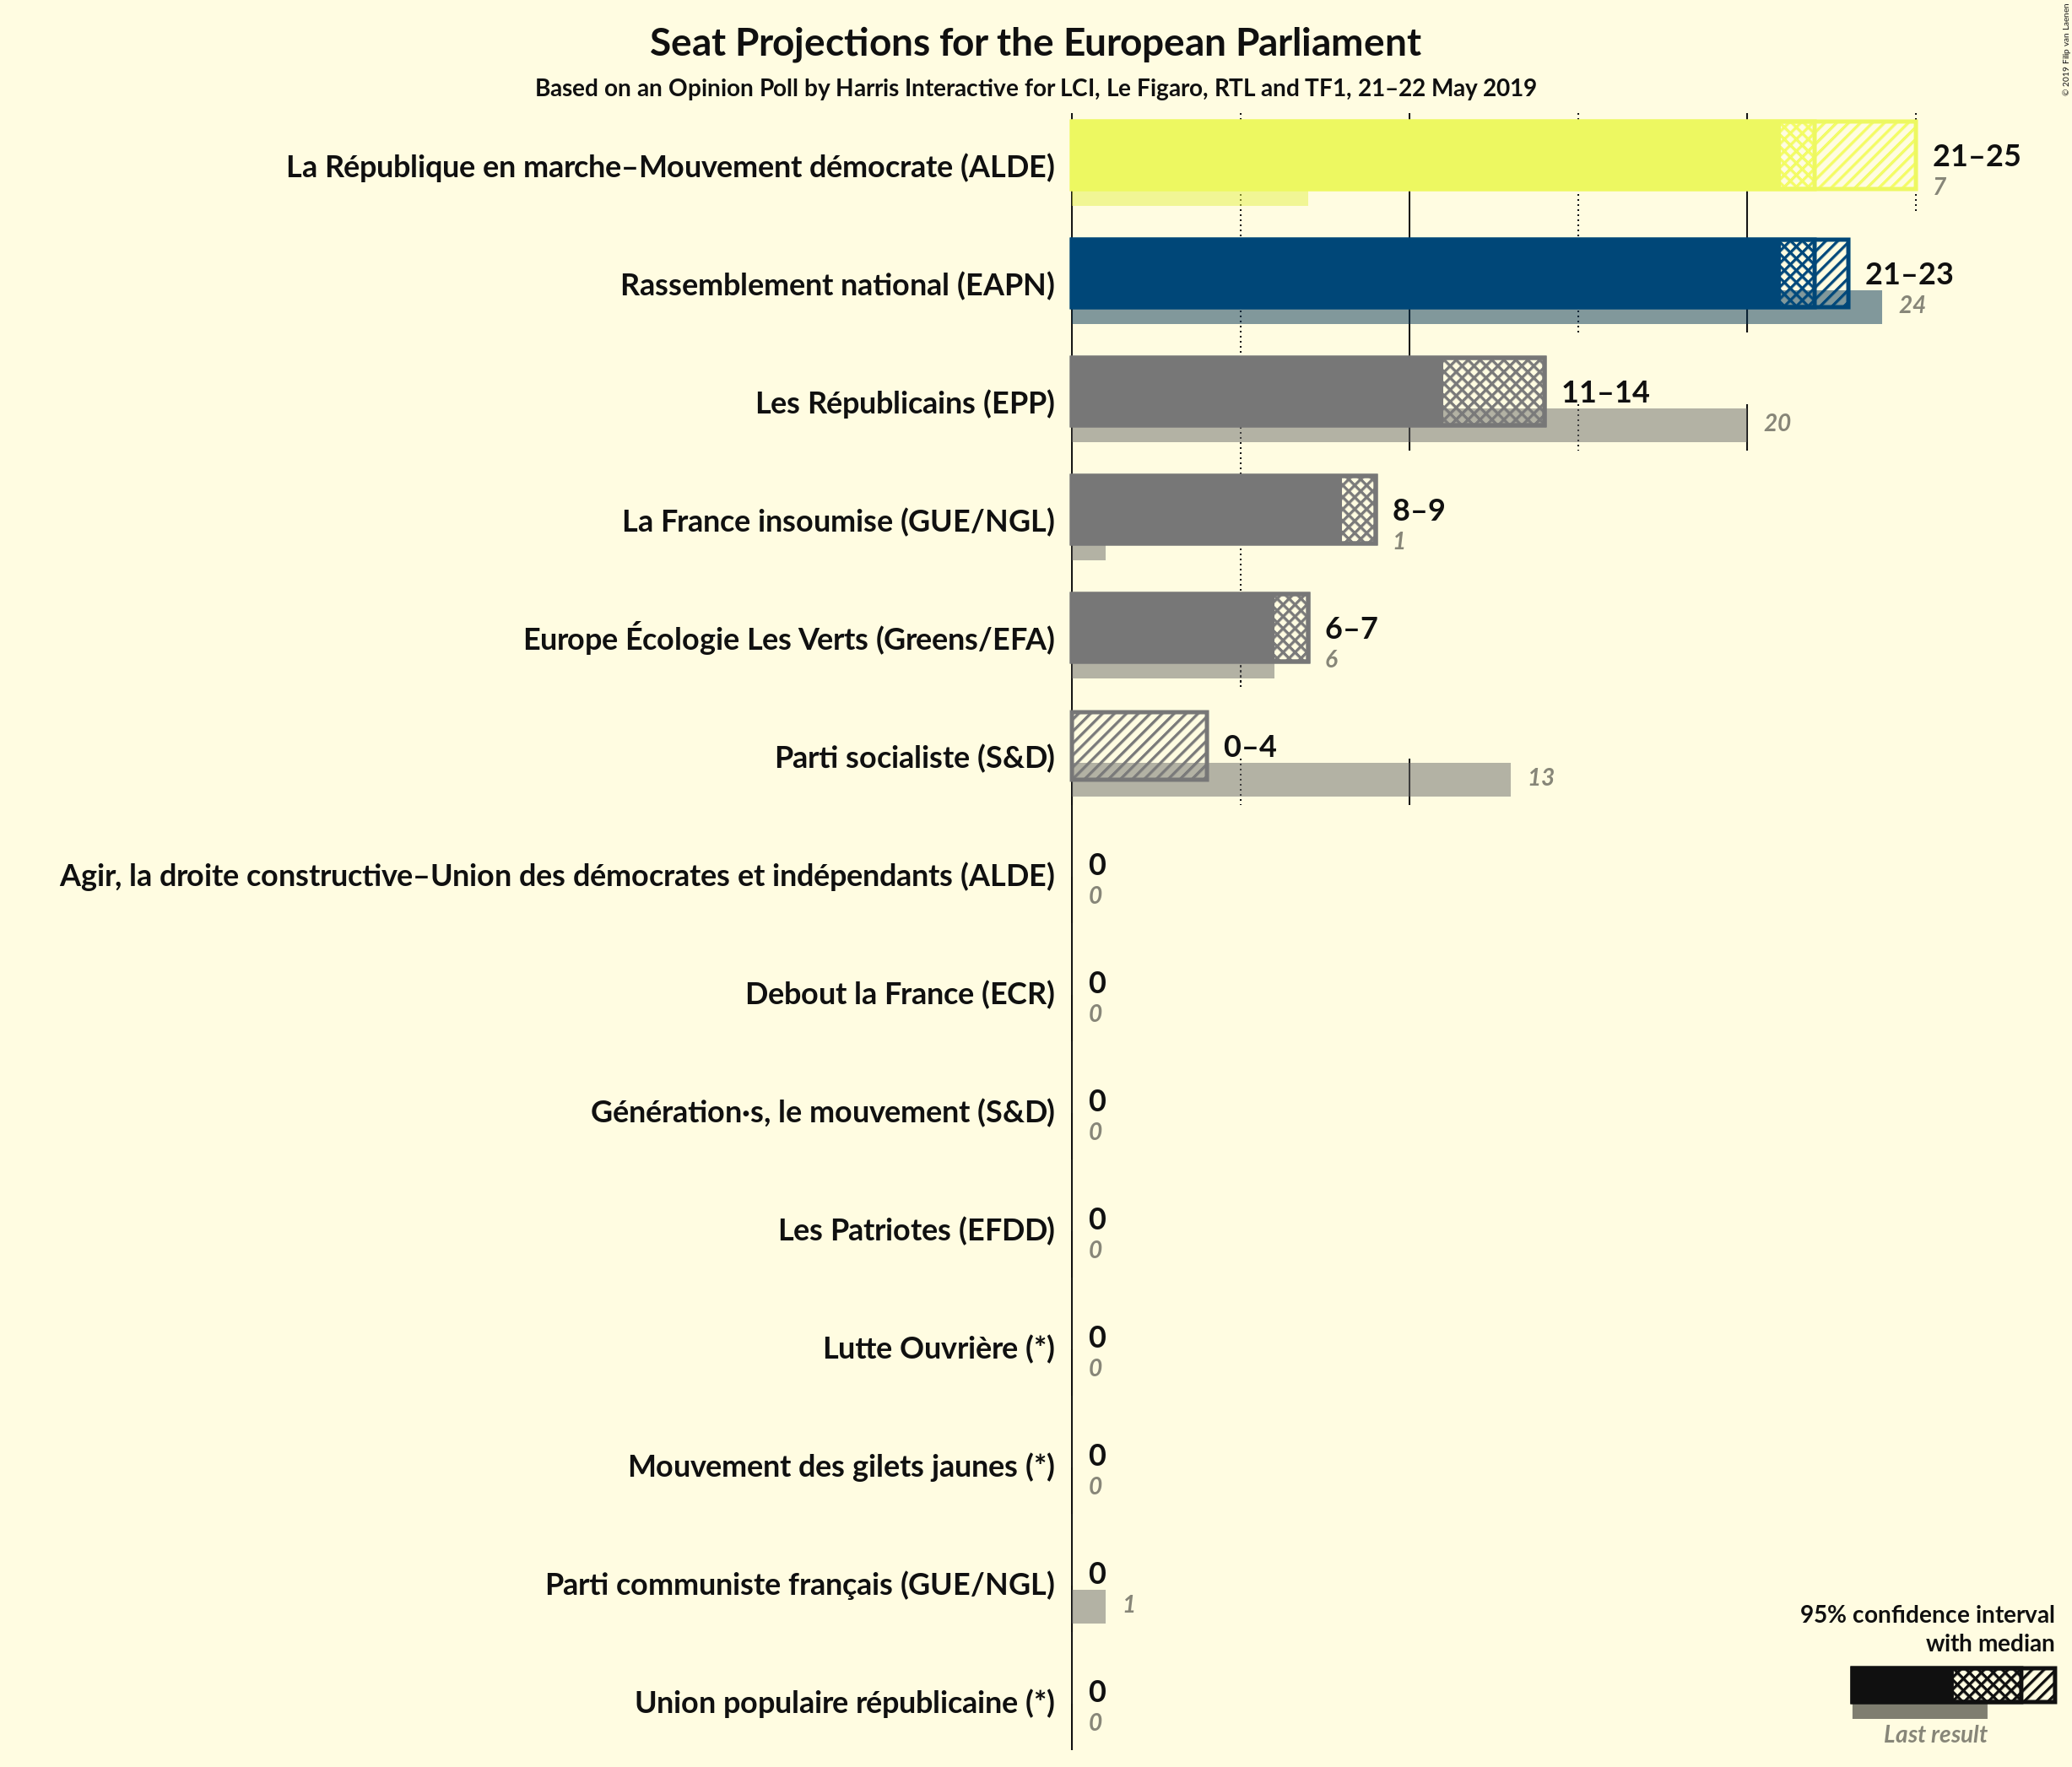 Seat Projections for the European Parliament
Based on an Opinion Poll by Harris Interactive for LCI, Le Figaro, RTL and TF1, 21–22 May 2019
© 2019 Filip van Laenen
La République en marche–Mouvement démocrate (ALDE)
21–25
7
Rassemblement national (EAPN)
21–23
24
Les Républicains (EPP)
11–14
20
La France insoumise (GUE/NGL)
8–9
1
Europe Écologie Les Verts (Greens/EFA)
6–7
6
Parti socialiste (S&D)
0–4
13
Agir, la droite constructive–Union des démocrates et indépendants (ALDE)
0
0
Debout la France (ECR)
0
0
Génération·s, le mouvement (S&D)
0
0
Les Patriotes (EFDD)
0
0
Lutte Ouvrière (*)
0
0
Mouvement des gilets jaunes (*)
0
0
Parti communiste français (GUE/NGL)
0
1
Union populaire républicaine (*)
0
0
95% confidence interval
with median
Last result